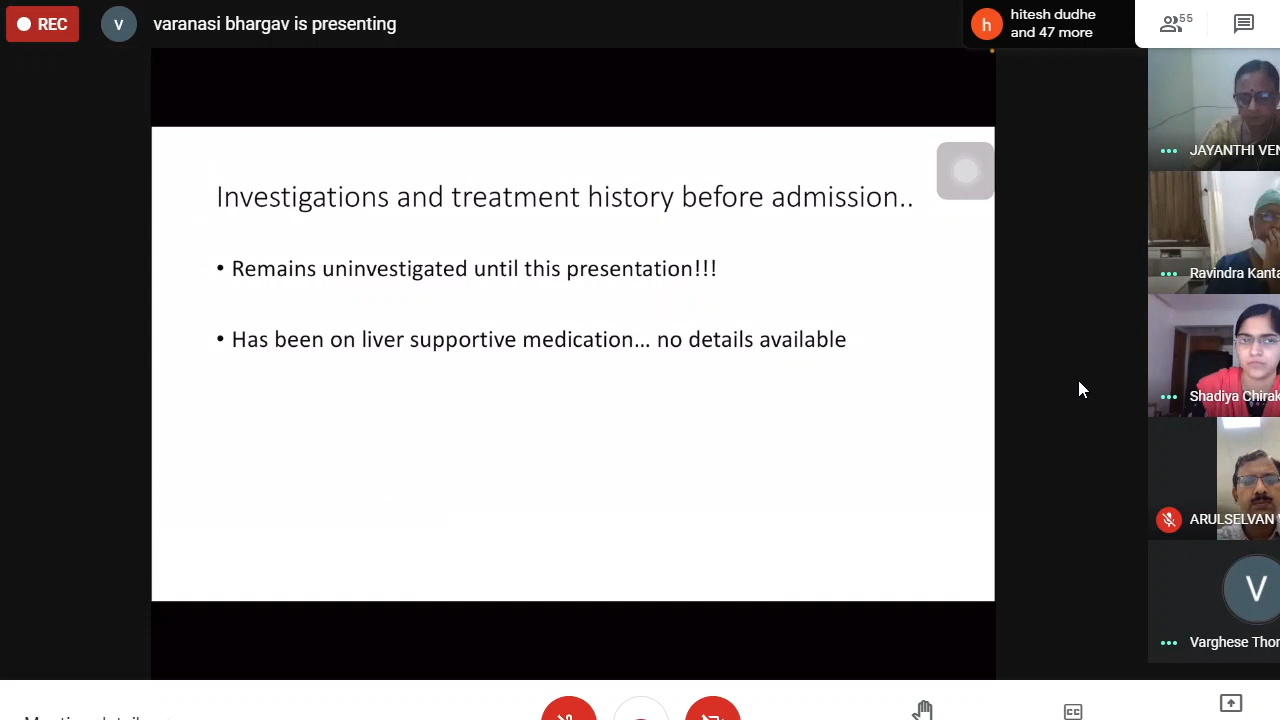 REC
v
varanasi bhargav is presenting
h
hitesh dudhe
and 47 more
55
Investigations and treatment history before admission..
• Remains uninvestigated until this presentation!!!
• Has been on liver supportive medication... no details available
JAYANTHI VEN
Ravindra Kanta
Shadiya Chirak
ARULSELVAN V
V
Varghese Thor
CC